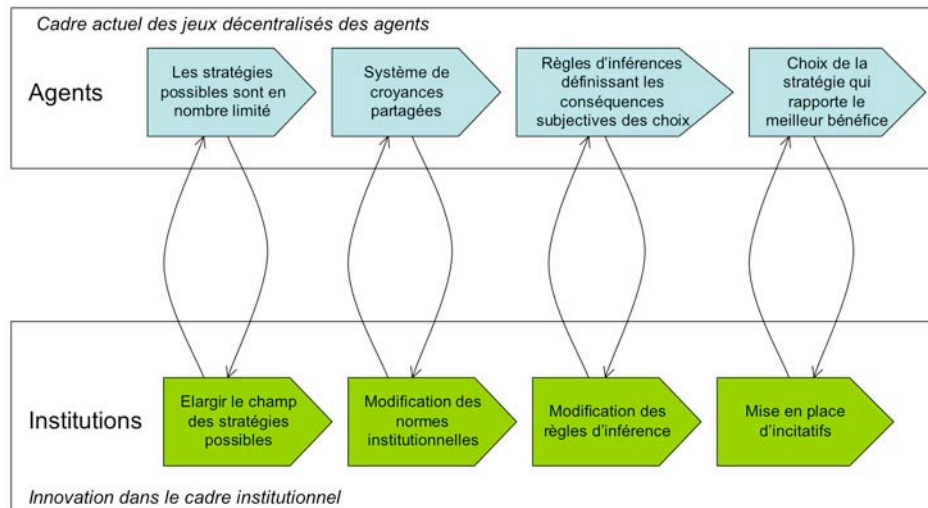 Cadre actuel des jeux décentralisés des agents
Agents
Les stratégies
possibles sont en
nombre limité
Système de
croyances
partagées
Règles d'inférences
définissant les
conséquences
subjectives des choix
Choix de la
stratégie qui
rapporte le
meilleur bénéfice
Institutions
Elargir le champ
des stratégies
possibles
Modification des
normes
institutionnelles
Modification des
règles d'inférence
Mise en place
d'incitatifs
Innovation dans le cadre institutionnel